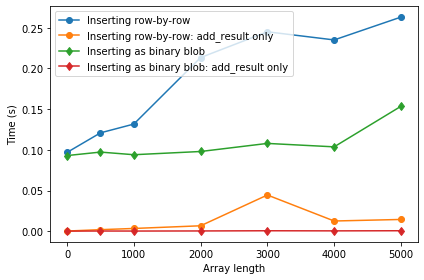 Inserting row-by-row
Inserting row-by-row: add_result only
Inserting as binary blob
Inserting as binary blob: add_result only
0.25
0.20
0.15
0.10
0.05
0.00
Time (s)
0 1000 2000 3000 4000 5000
Array length